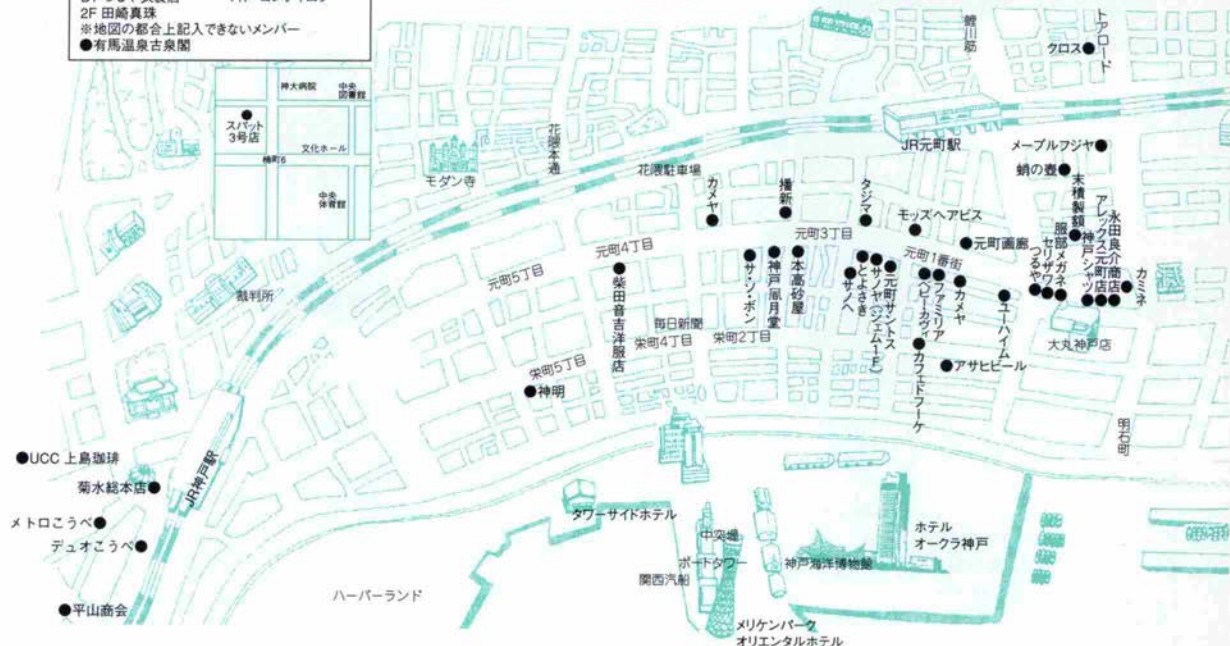 2F 田崎真珠
※地図の都合上記入できないメンバー
●有馬温泉古泉閣
神大病院
中央
図書館
スパット
3号店
文化ホール
楠町6
中央
体育館
鯉川筋
トアロード
クロス
花隈本通
モダン寺
花隈駐車場
JR元町駅
メープルフジヤ
蛸の壺
末積製額
カメヤ
播新
タジマ
モッズヘアビス
元町画廊
元町3丁目
元町4丁目
元町5丁目
元町1番街
裁判所
柴田音吉洋服店
サ・ソ・ボン
神戸凮月堂
本高砂屋
サノヘ
とよさき
サノヤ(ジェムー1F)
元町サントス
ベビーカヴィ
ファミリア
カメヤ
ユーハイム
つるや
セリザワ
服部メガネ
神戸シャツ
アレックス元町店
永田良介商店
カミネ
大丸神戸店
毎日新聞
栄町4丁目
栄町2丁目
栄町5丁目
神明
カフェドフーケ
アサヒビール
明石町
●UCC 上島珈琲
菊水総本店
JR神戸駅
メトロこうべ
デュオこうべ
平山商会
ハーバーランド
タワーサイドホテル
中突堤
ポートタワー
関西汽船
神戸海洋博物館
ホテル
オークラ神戸
メリケンパーク
オリエンタルホテル